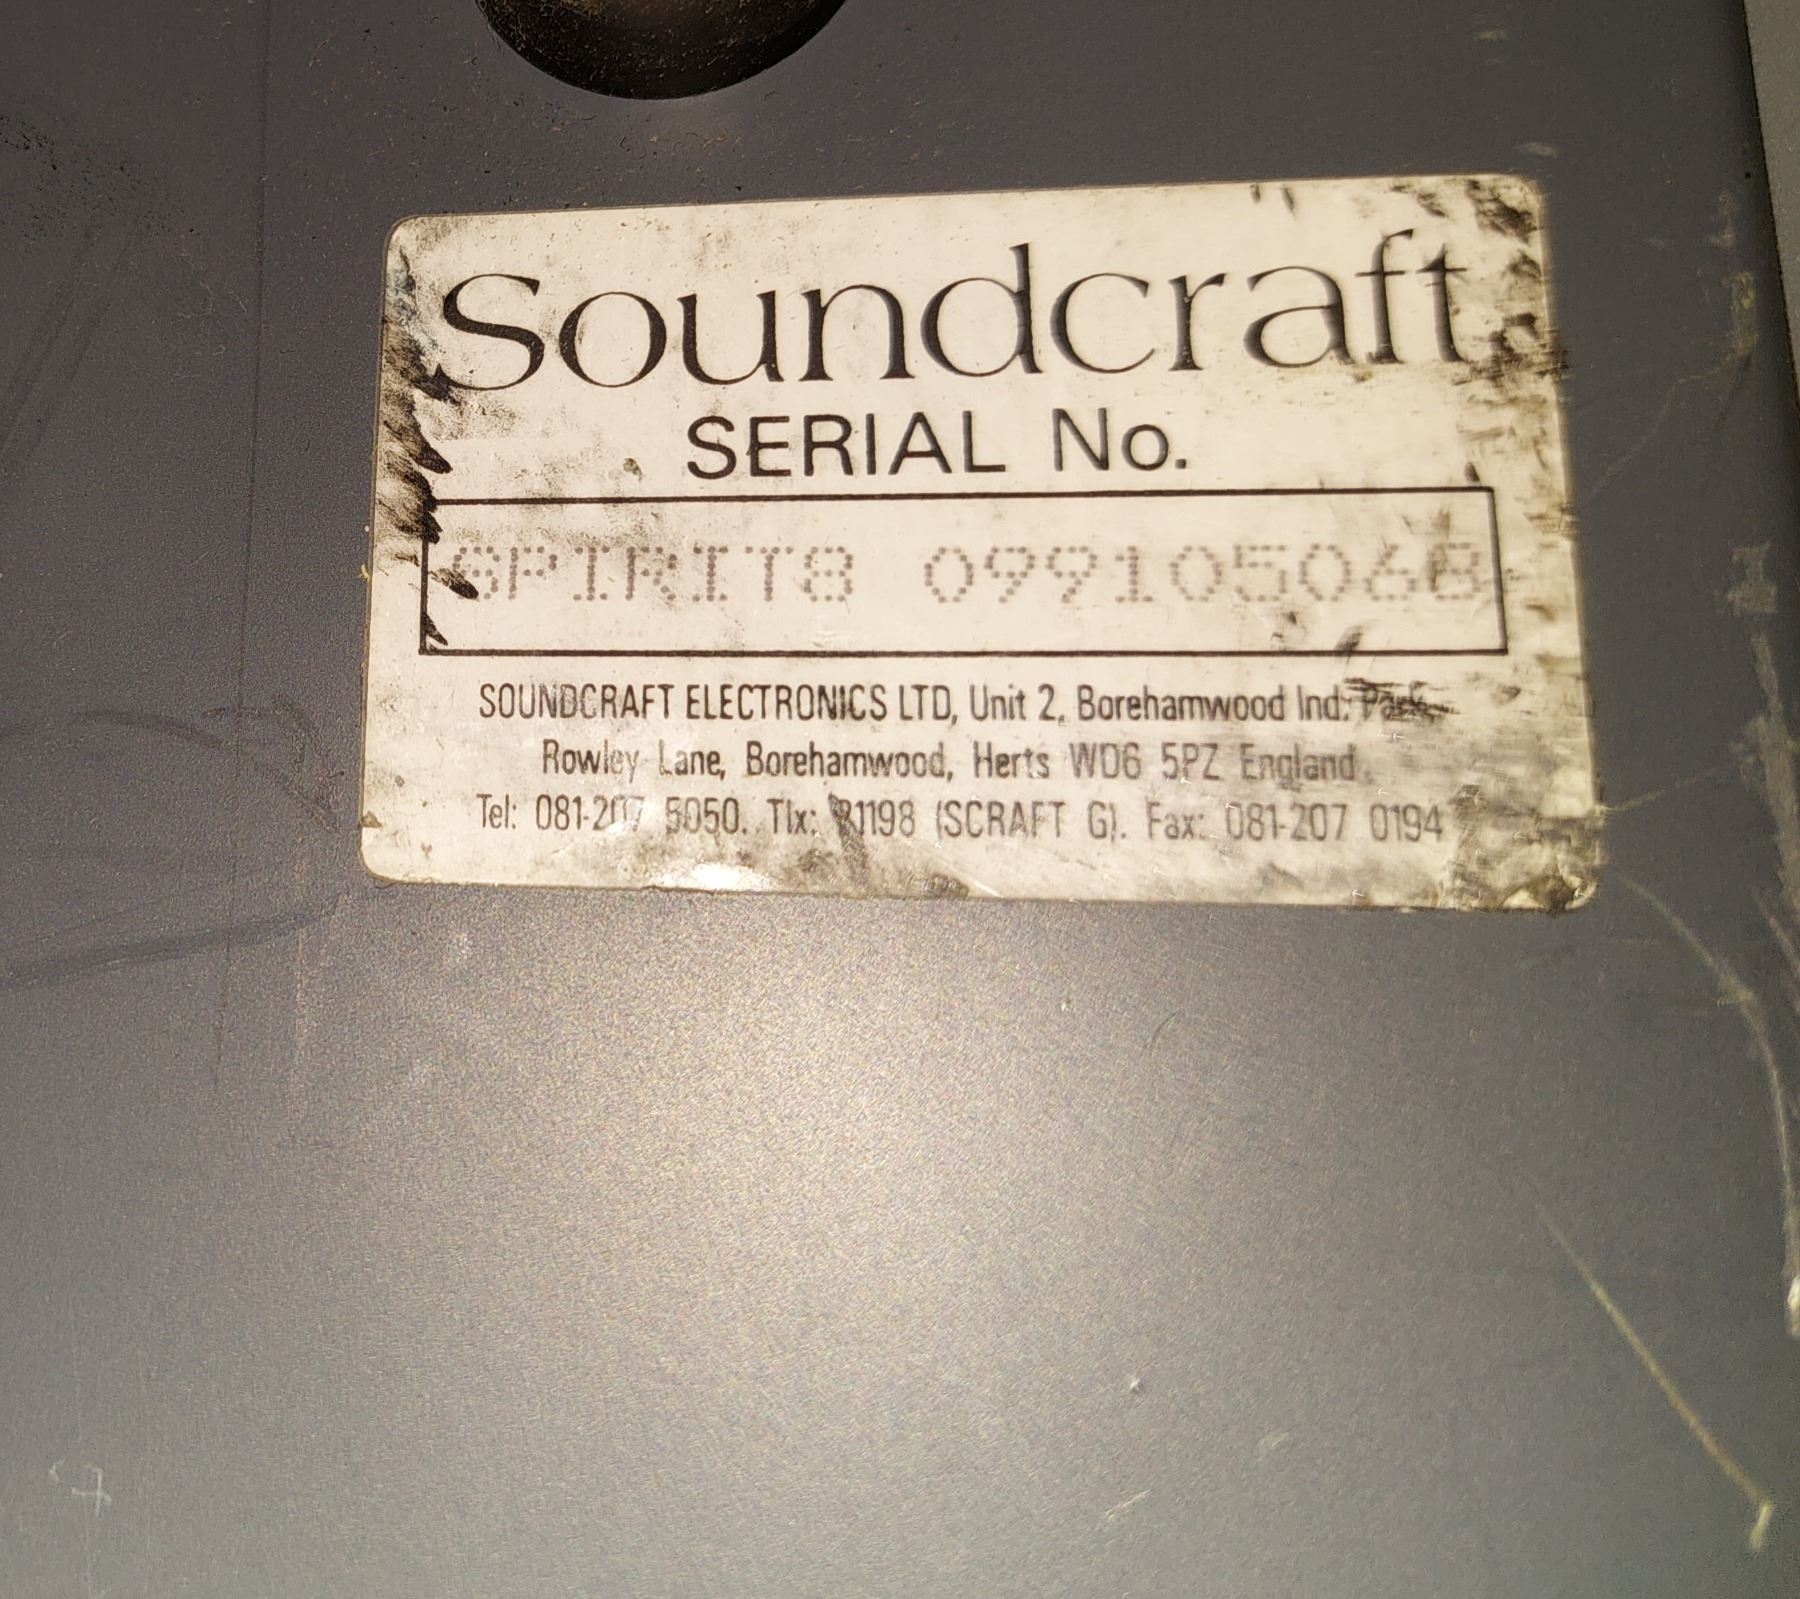 Soundcraft
SERIAL No.
SPIRIT8 099105068
SOUNDCRAFT ELECTRONICS LTD, Unit 2, Borehamwood Ind. Park,
Rowley Lane, Borehamwood, Herts WD6 5PZ England.
Tel: 081-207 5050. Tlx: 21198 (SCRAFT G). Fax: 081-207 0194